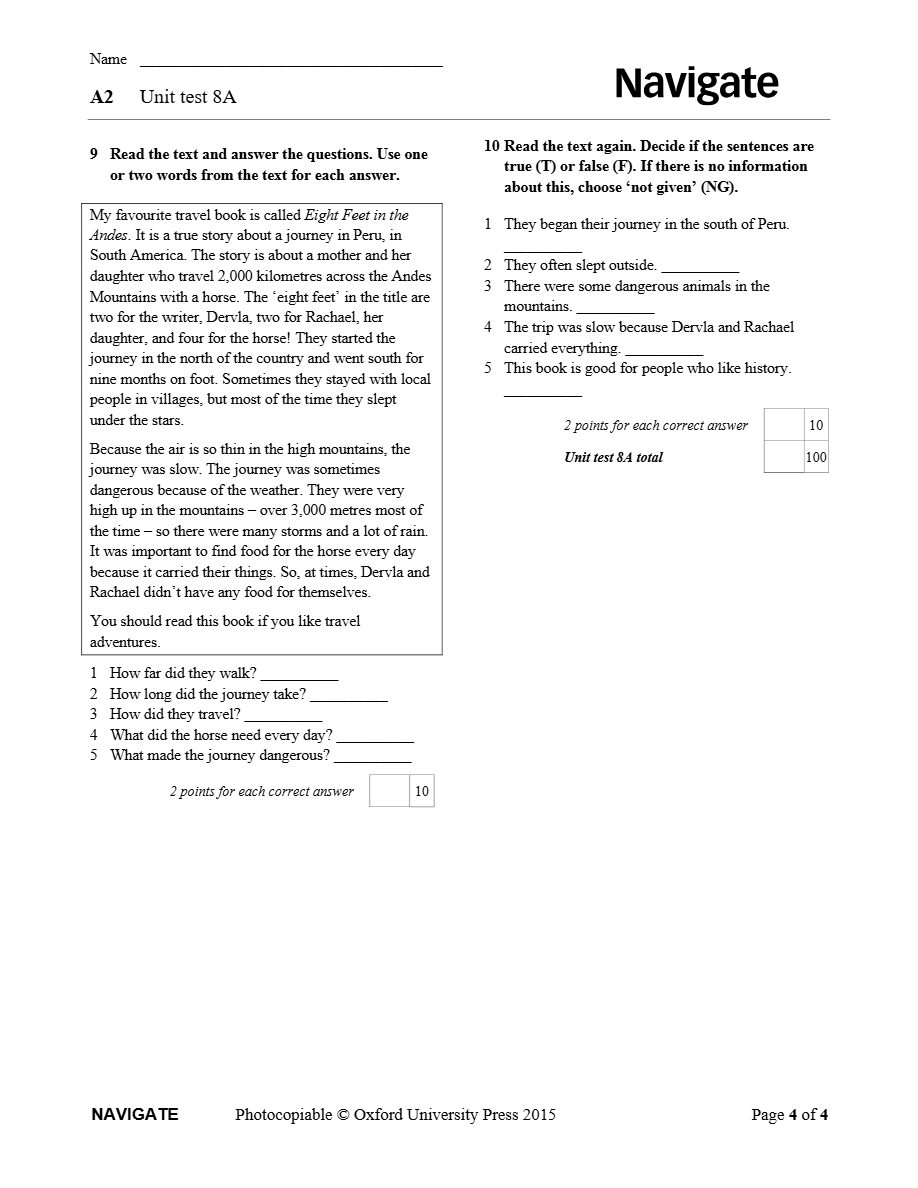 Name ______________________________________
Navigate
A2 Unit test 8A
9 Read the text and answer the questions. Use one
or two words from the text for each answer.
My favourite travel book is called Eight Feet in the
Andes. It is a true story about a journey in Peru, in
South America. The story is about a mother and her
daughter who travel 2,000 kilometres across the Andes
Mountains with a horse. The ‘eight feet’ in the title are
two for the writer, Dervla, two for Rachael, her
daughter, and four for the horse! They started the
journey in the north of the country and went south for
nine months on foot. Sometimes they stayed with local
people in villages, but most of the time they slept
under the stars.
Because the air is so thin in the high mountains, the
journey was slow. The journey was sometimes
dangerous because of the weather. They were very
high up in the mountains – over 3,000 metres most of
the time – so there were many storms and a lot of rain.
It was important to find food for the horse every day
because it carried their things. So, at times, Dervla and
Rachael didn’t have any food for themselves.
You should read this book if you like travel
adventures.
1 How far did they walk? __________
2 How long did the journey take? __________
3 How did they travel? __________
4 What did the horse need every day? __________
5 What made the journey dangerous? __________
2 points for each correct answer 10
10 Read the text again. Decide if the sentences are
true (T) or false (F). If there is no information
about this, choose ‘not given’ (NG).
1 They began their journey in the south of Peru.
__________
2 They often slept outside. __________
3 There were some dangerous animals in the
mountains. __________
4 The trip was slow because Dervla and Rachael
carried everything. __________
5 This book is good for people who like history.
__________
2 points for each correct answer 10
Unit test 8A total 100
NAVIGATE Photocopiable © Oxford University Press 2015 Page 4 of 4